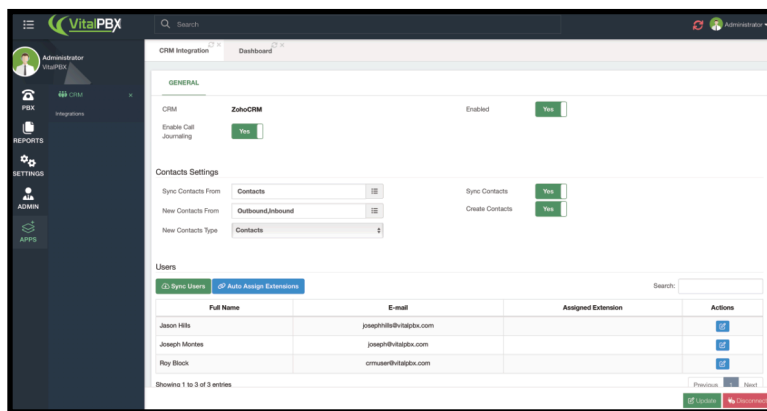 VitalPBX
Search
Administrator
Administrator
VitalPBX
CRM Integration
Dashboard
PBX
CRM
Integrations
REPORTS
SETTINGS
ADMIN
APPS
GENERAL
CRM ZohoCRM Enabled Yes
Enable Call
Journaling Yes
Contacts Settings
Sync Contacts From Contacts Sync Contacts Yes
New Contacts From Outbound,Inbound Create Contacts Yes
New Contacts Type Contacts
Users
Sync Users Auto Assign Extensions Search:
Full Name E-mail Assigned Extension Actions
Jason Hills josephhills@vitalpbx.com
Joseph Montes joseph@vitalpbx.com
Roy Block crmuser@vitalpbx.com
Showing 1 to 3 of 3 entries Previous 1 Next
Update Disconnect